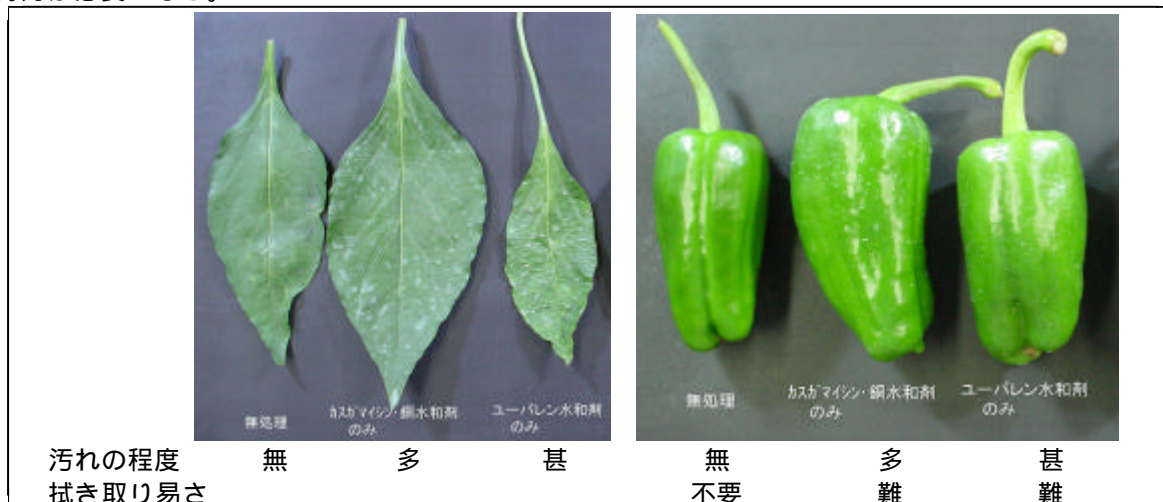 無処理
カスガマイシン・銅水和剤
のみ
ユーパレン水和剤
のみ
無処理
カスガマイシン・銅水和剤
のみ
ユーパレン水和剤
のみ
汚れの程度 無 多 甚 無 多 甚
拭き取り易さ 不要 難 難